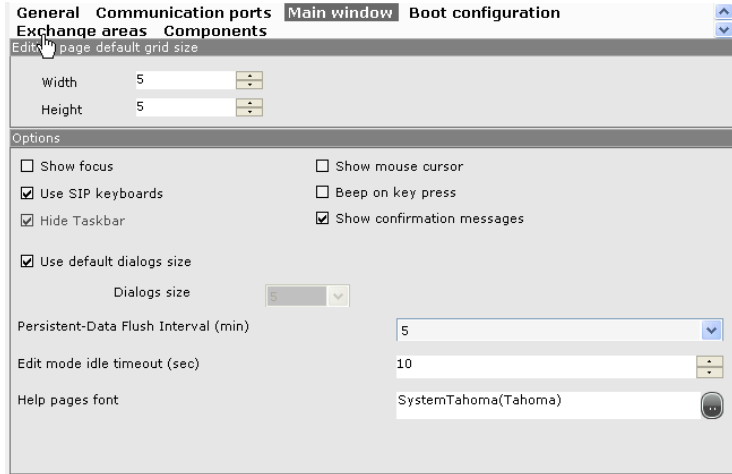 General Communication ports Main window Boot configuration
Exchange areas Components
page default grid size
Width 5
Height 5
Options
Show focus Show mouse cursor
Use SIP keyboards Beep on key press
Hide Taskbar Show confirmation messages
Use default dialogs size
Dialogs size 5
Persistent-Data Flush Interval (min) 5
Edit mode idle timeout (sec) 10
Help pages font SystemTahoma(Tahoma)
..